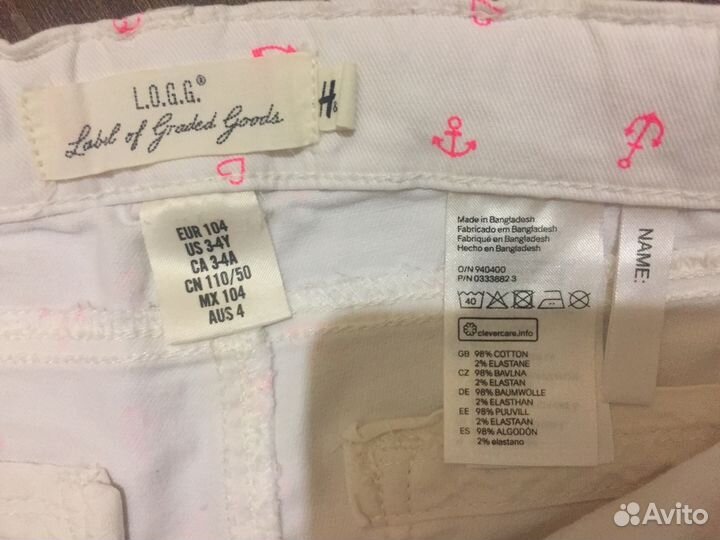 L.O.G.G.®
Label of Graded Goods
H&
EUR 104
US 3-4Y
CA 3-4A
CN 110/50
MX 104
AUS 4
Made in Bangladesh
Fabricado em Bangladesh
Fabriqué en Bangladesh
Hecho en Bangladesh
O/N 940400
P/N 0333882.3
40
clevercare.info
GB 98% COTTON
2% ELASTANE
CZ 98% BAVLNA
2% ELASTAN
DE 98% BAUMWOLLE
2% ELASTHAN
EE 98% PUUVILL
2% ELASTAAN
ES 98% ALGODÓN
2% elastano
NAME:
Avito